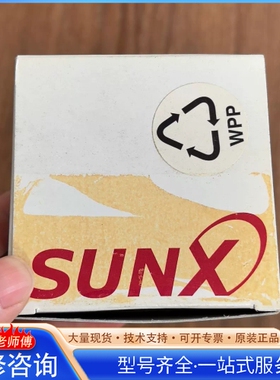 WPP
SUNX
老师傅
大量现货 · 技术支持 · 可开专票 · 原装正品
修咨询
型号齐全·一站式服务